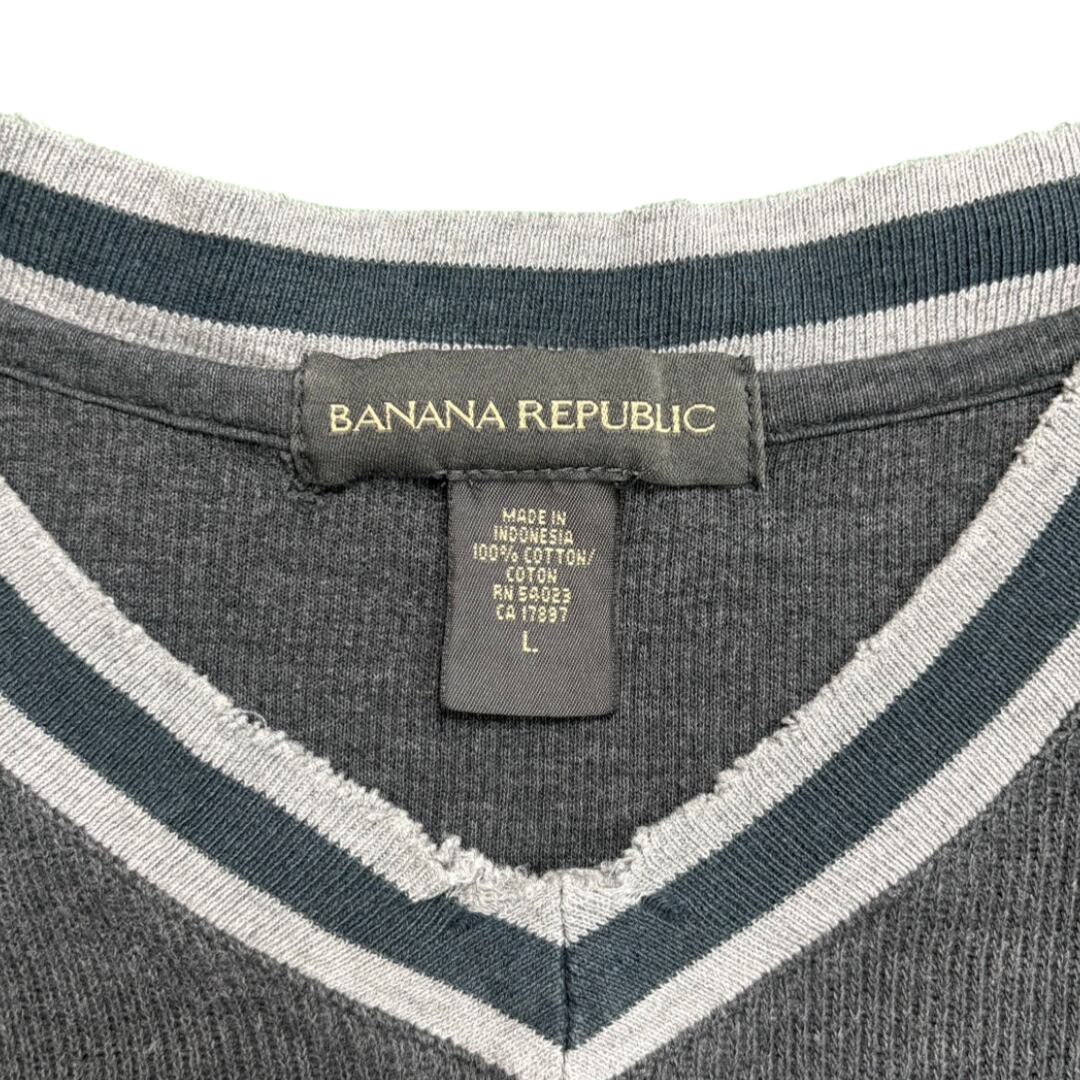 BANANA REPUBLIC
MADE IN
INDONESIA
100% COTTON/
COTON
RN 54023
CA 17897
L